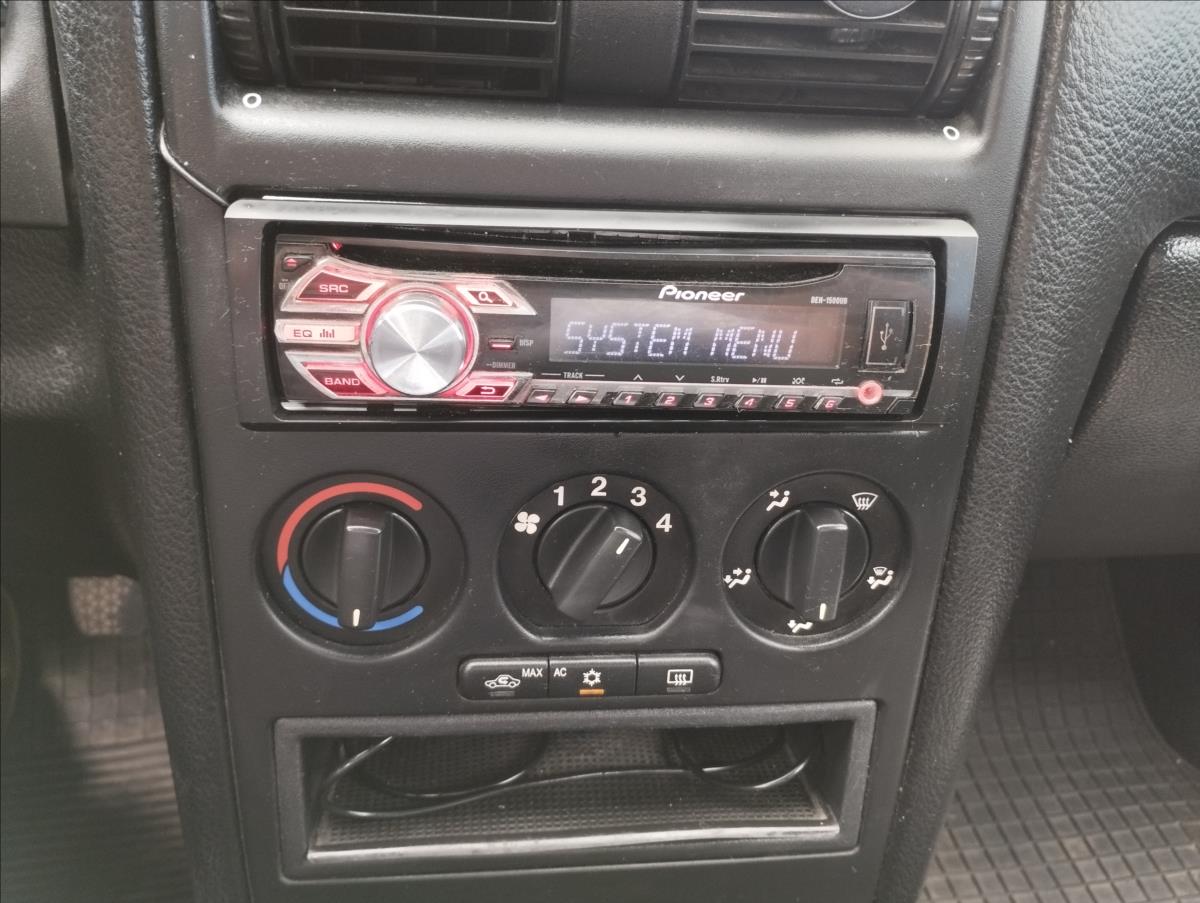 Pioneer
DEH-1500UB
SRC
EQ
DISP
SYSTEM MENU
DIMMER
BAND
TRACK
S.Rtrv
1 2 3 4 5 6
1 2 3 4
MAX AC